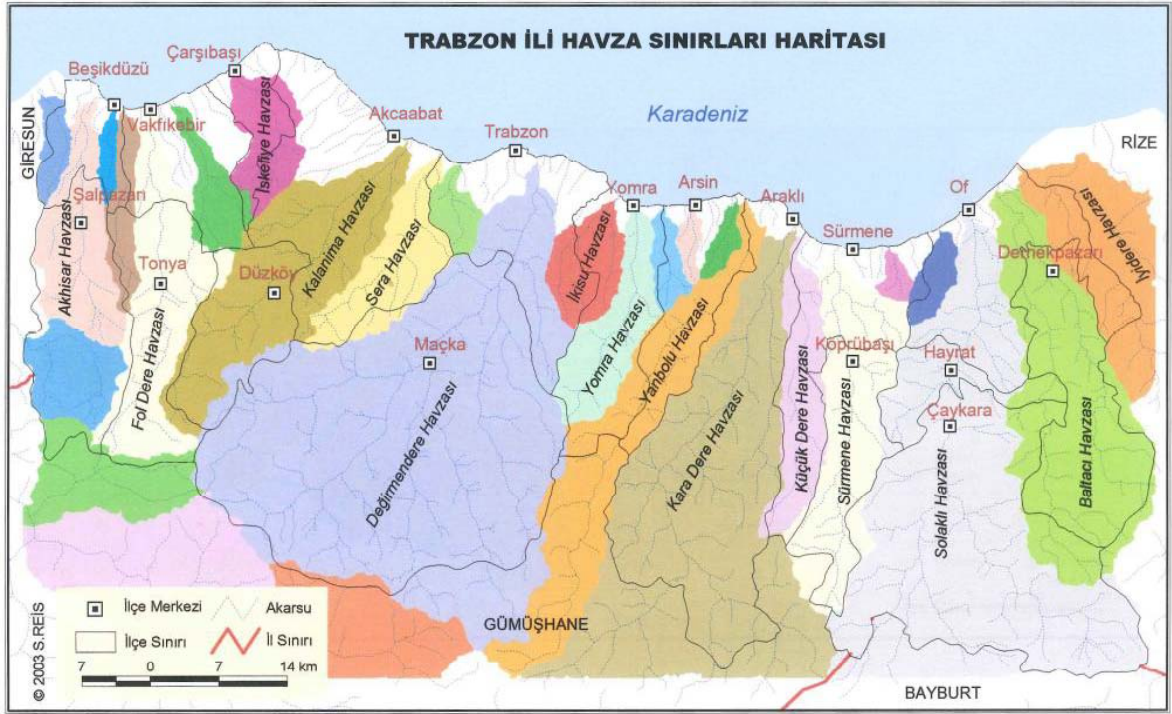 TRABZON İLİ HAVZA SINIRLARI HARİTASI
Karadeniz
GİRESUN
RİZE
Beşikdüzü
Çarşıbaşı
Vakfıkebir
Akcaabat
Trabzon
Yomra
Arsin
Araklı
Sürmene
Of
Şalpazarı
Tonya
Düzköy
Maçka
Köprübaşı
Hayrat
Çaykara
Dernekpazarı
Akhisar Havzası
Fol Dere Havzası
İskefiye Havzası
Kalanima Havzası
Sera Havzası
Değirmendere Havzası
İkisu Havzası
Yomra Havzası
Yanbolu Havzası
Kara Dere Havzası
Küçük Dere Havzası
Sürmene Havzası
Solaklı Havzası
Baltacı Havzası
İyidere Havzası
GÜMÜŞHANE
BAYBURT
İlçe Merkezi
Akarsu
İlçe Sınırı
İl Sınırı
7 0 7 14 km
© 2003 S.REİS